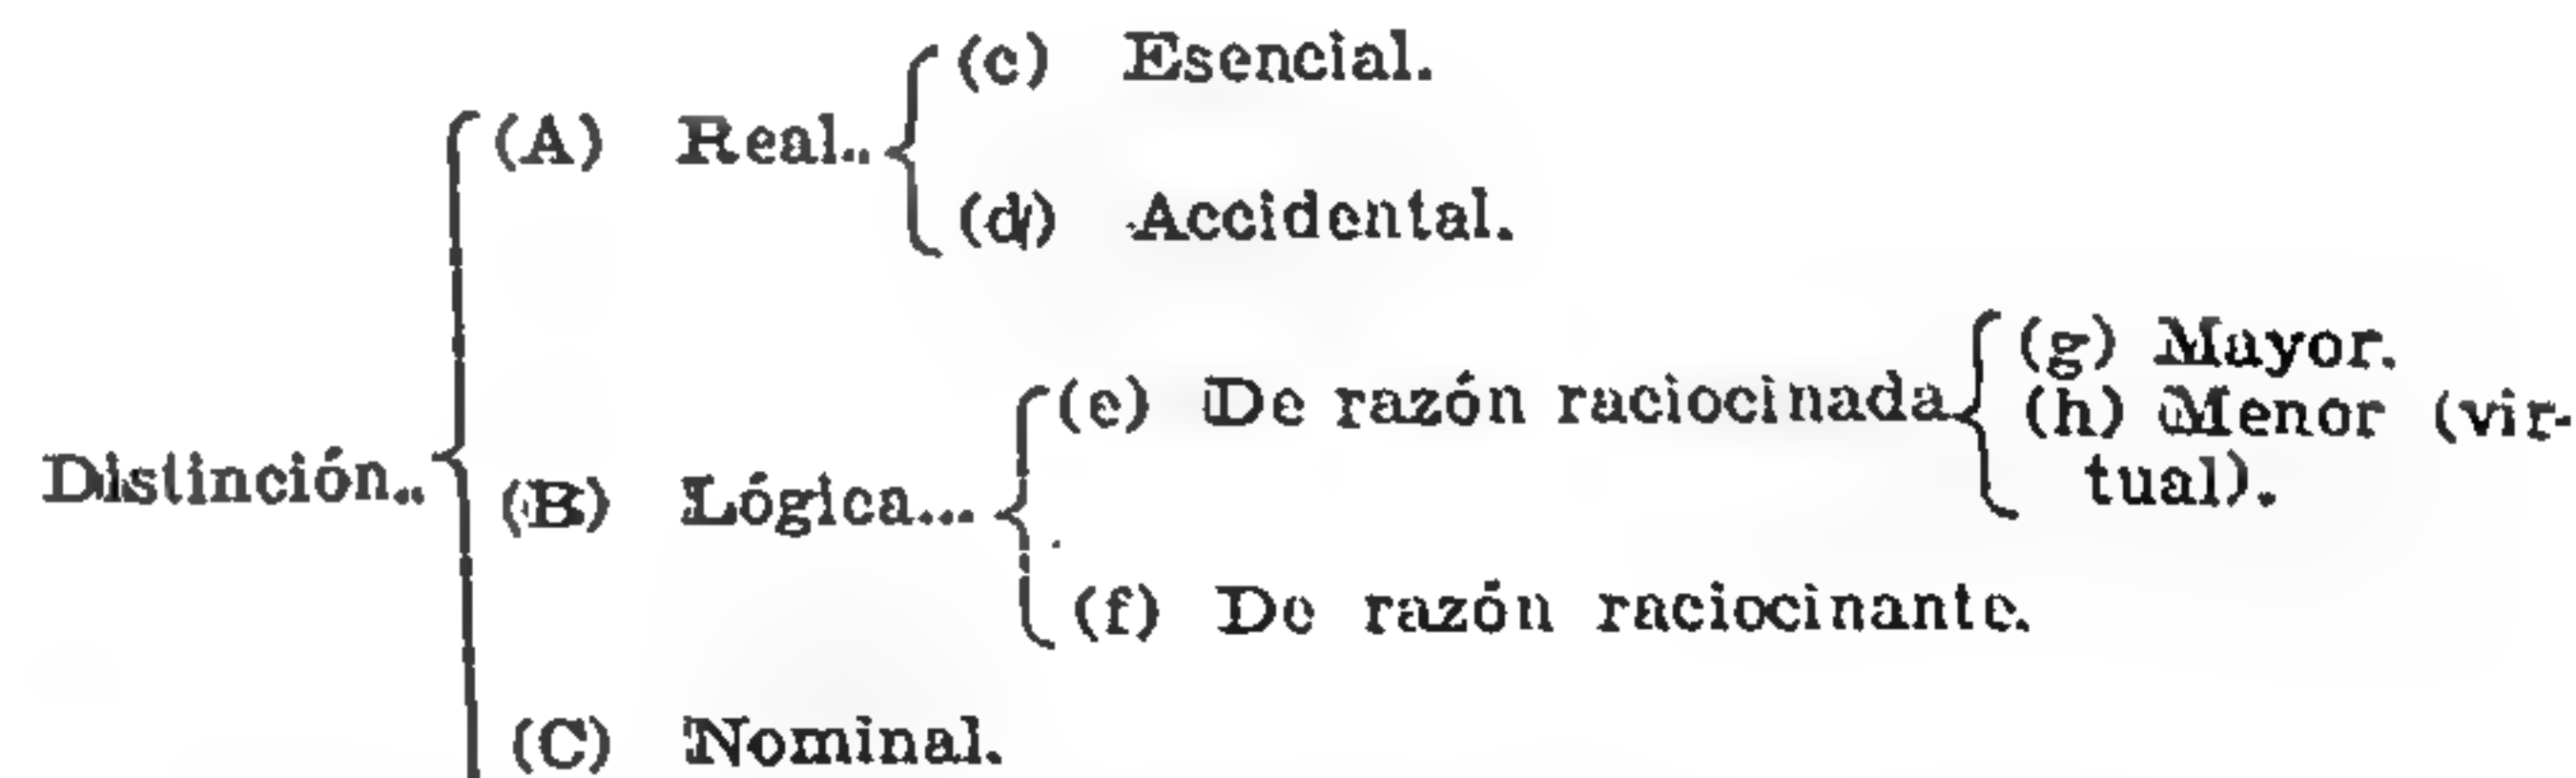 (c) Esencial.
(A) Real..
(d) Accidental.
(g) Mayor.
(e) De razón raciocinada
(h) Menor (vir-
tual).
Distinción..
(B) Lógica...
(f) De razón raciocinante.
(C) Nominal.